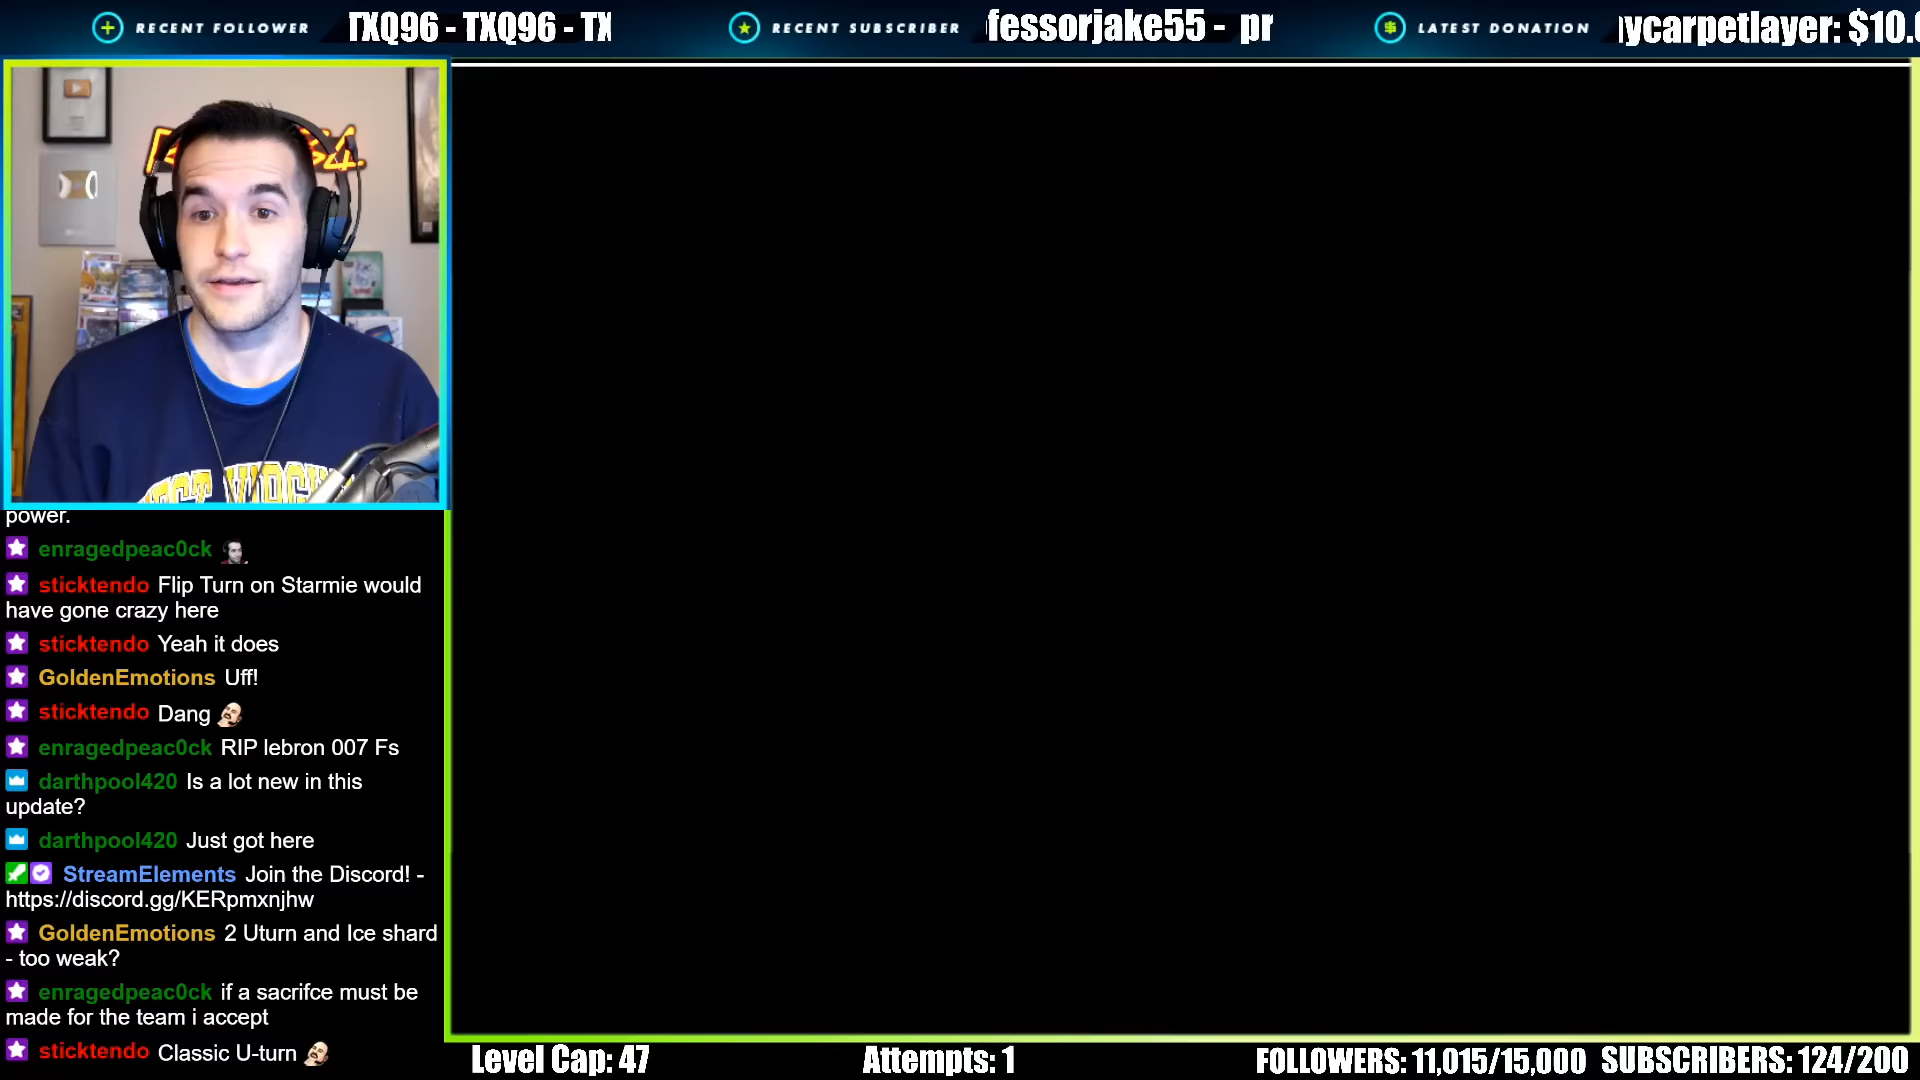 RECENT FOLLOWER
TXQ96 - TXQ96 - TX
RECENT SUBSCRIBER
fessorjake55 - pr
LATEST DONATION
ycarpetlayer: $10.0
power.
enragedpeac0ck
sticktendo Flip Turn on Starmie would
have gone crazy here
sticktendo Yeah it does
GoldenEmotions Uff!
sticktendo Dang
enragedpeac0ck RIP lebron 007 Fs
darthpool420 Is a lot new in this
update?
darthpool420 Just got here
StreamElements Join the Discord! -
https://discord.gg/KERpmxnjhw
GoldenEmotions 2 Uturn and Ice shard
- too weak?
enragedpeac0ck if a sacrifce must be
made for the team i accept
sticktendo Classic U-turn
Level Cap: 47
Attempts: 1
FOLLOWERS: 11,015/15,000
SUBSCRIBERS: 124/200